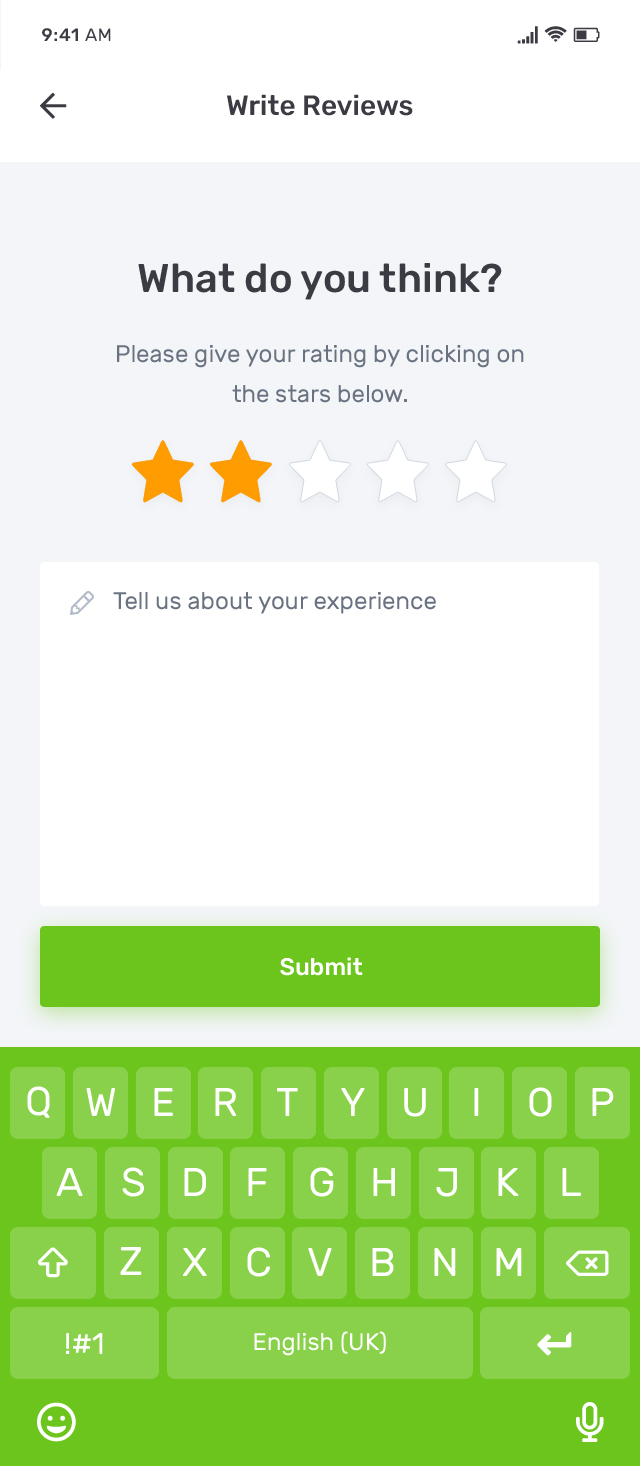 9:41 AM
Write Reviews
What do you think?
Please give your rating by clicking on
the stars below.
Tell us about your experience
Submit
Q W E R T Y U I O P
A S D F G H J K L
Z X C V B N M
!#1 English (UK)